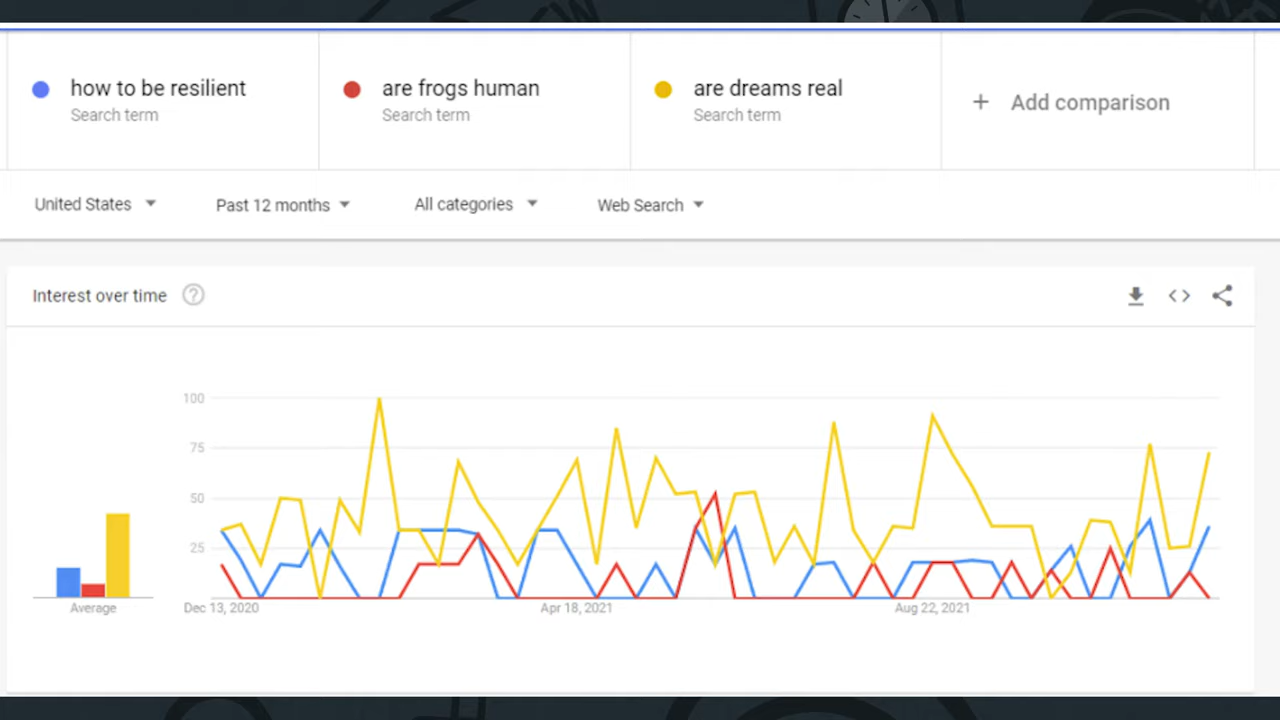 how to be resilient
Search term
are frogs human
Search term
are dreams real
Search term
+ Add comparison
United States
Past 12 months
All categories
Web Search
Interest over time ?
100
75
50
25
Average
Dec 13, 2020
Apr 18, 2021
Aug 22, 2021